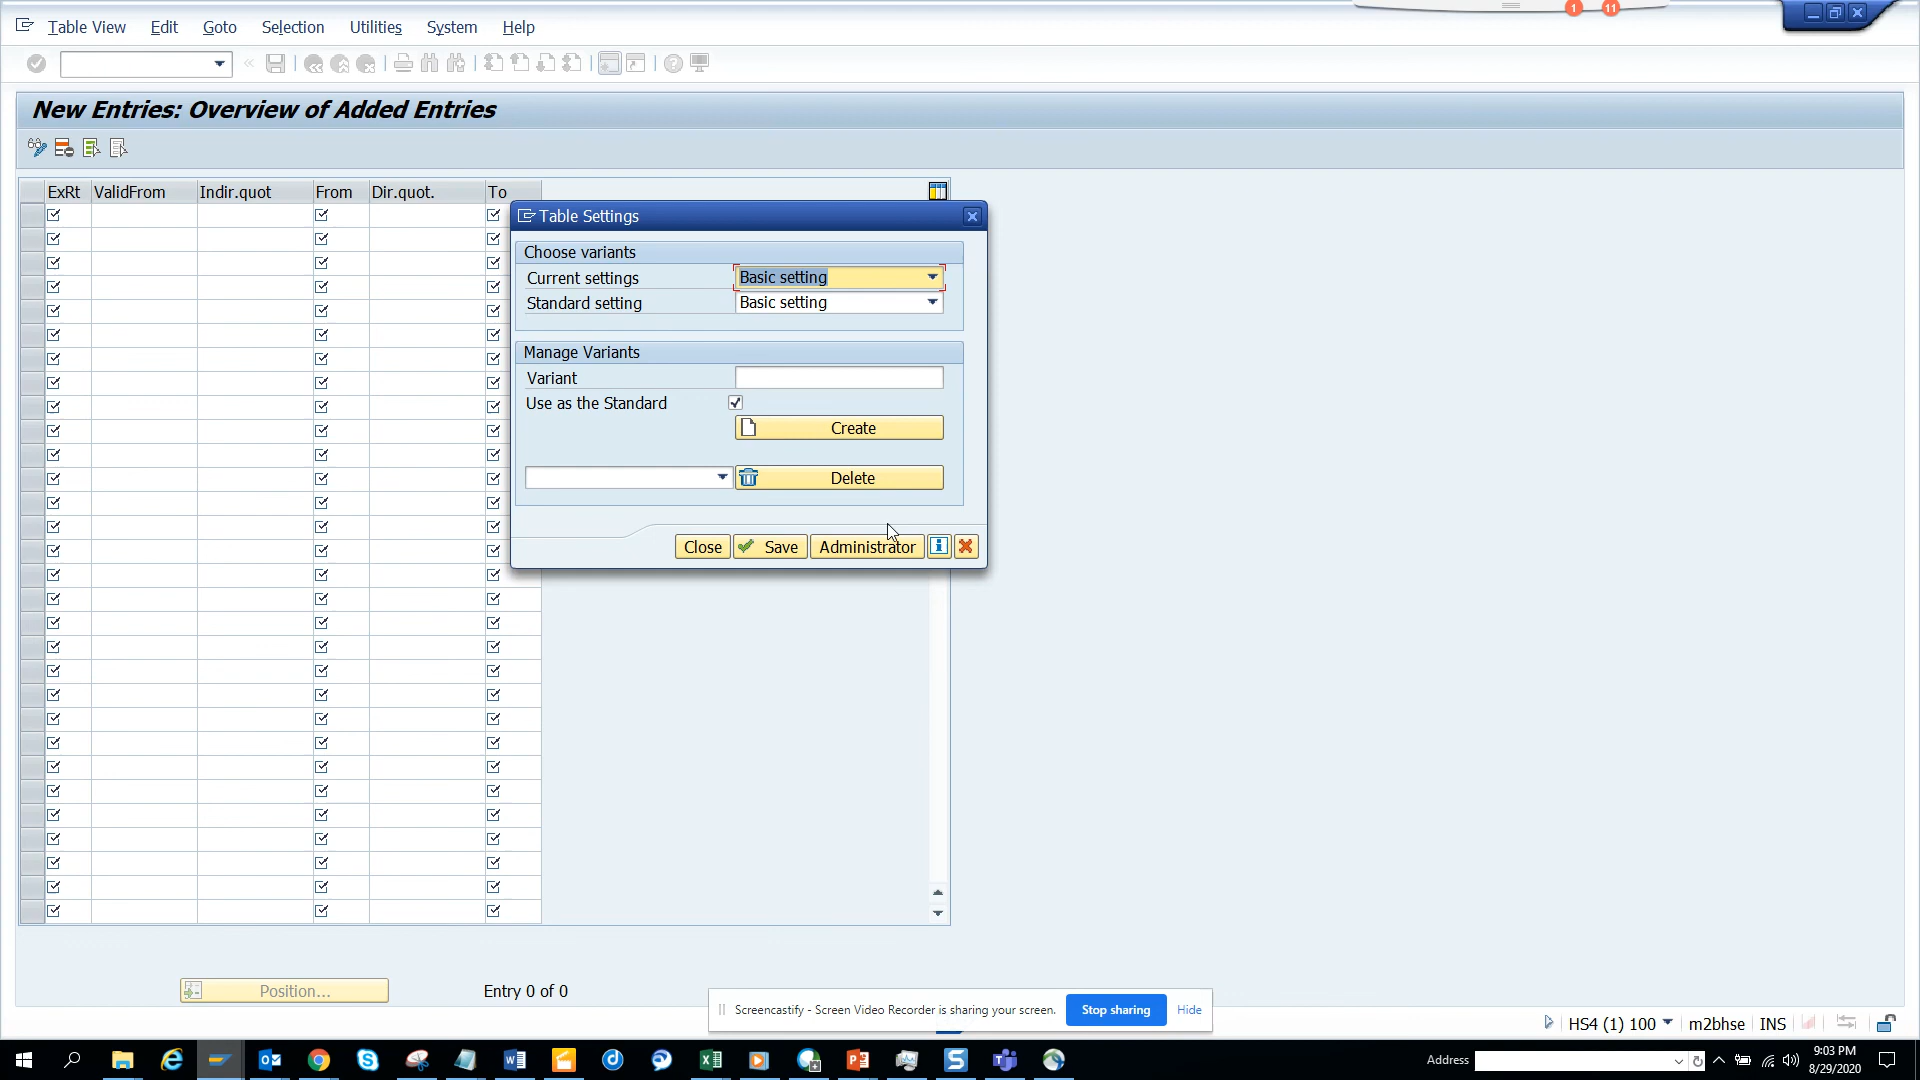 Table View Edit Goto Selection Utilities System Help
1 11
New Entries: Overview of Added Entries
ExRt ValidFrom Indir.quot From Dir.quot. To
Table Settings
Choose variants
Current settings Basic setting
Standard setting Basic setting
Manage Variants
Variant
Use as the Standard
Create
Delete
Close Save Administrator
Position...
Entry 0 of 0
Screencastify - Screen Video Recorder is sharing your screen. Stop sharing Hide
HS4 (1) 100 m2bhse INS
Address
9:03 PM
8/29/2020